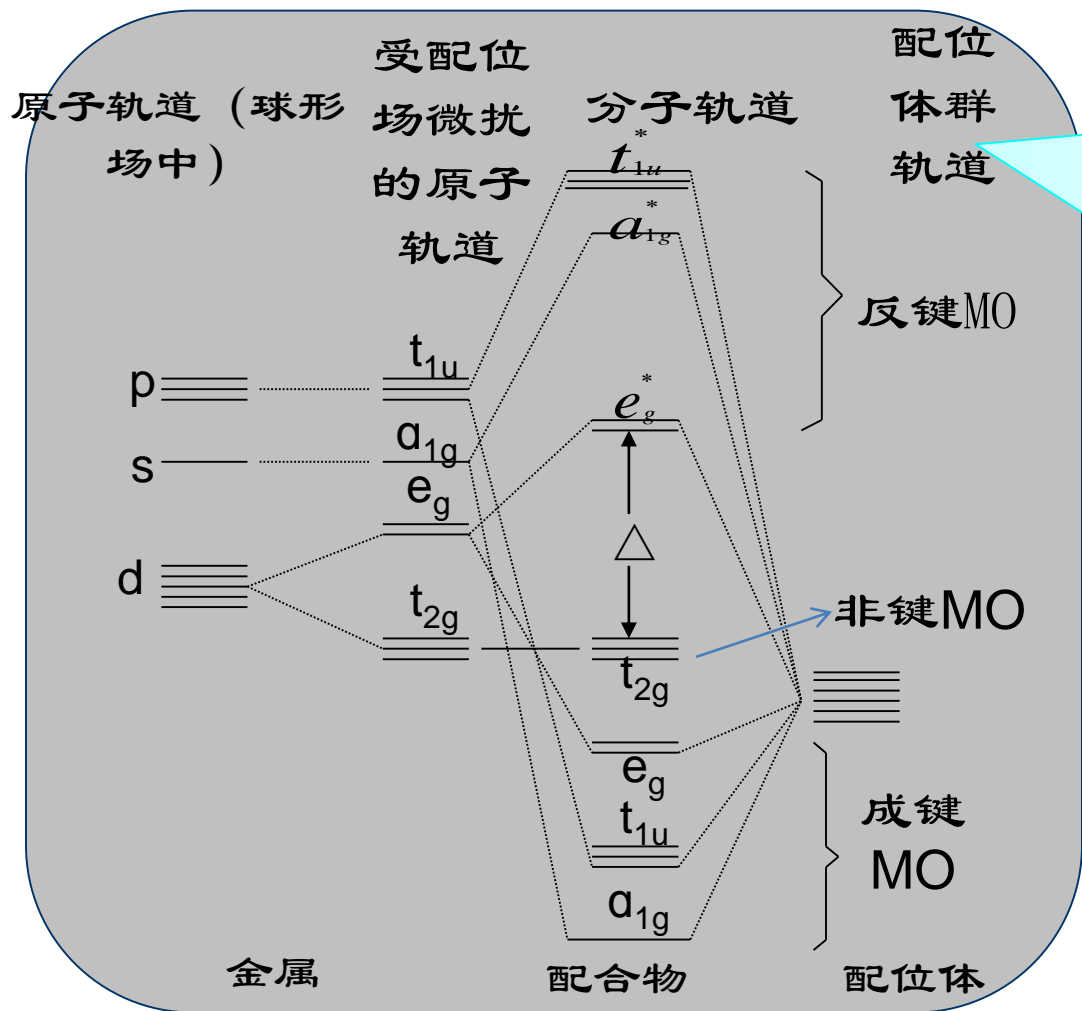 原子轨道（球形
场中）
受配位
场微扰
的原子
轨道
分子轨道
配位
体群
轨道
t*1u
a*1g
反键MO
p
t1u
e*g
s
a1g
eg
△
d
t2g
非键MO
t2g
eg
t1u
成键
MO
a1g
金属
配合物
配位体